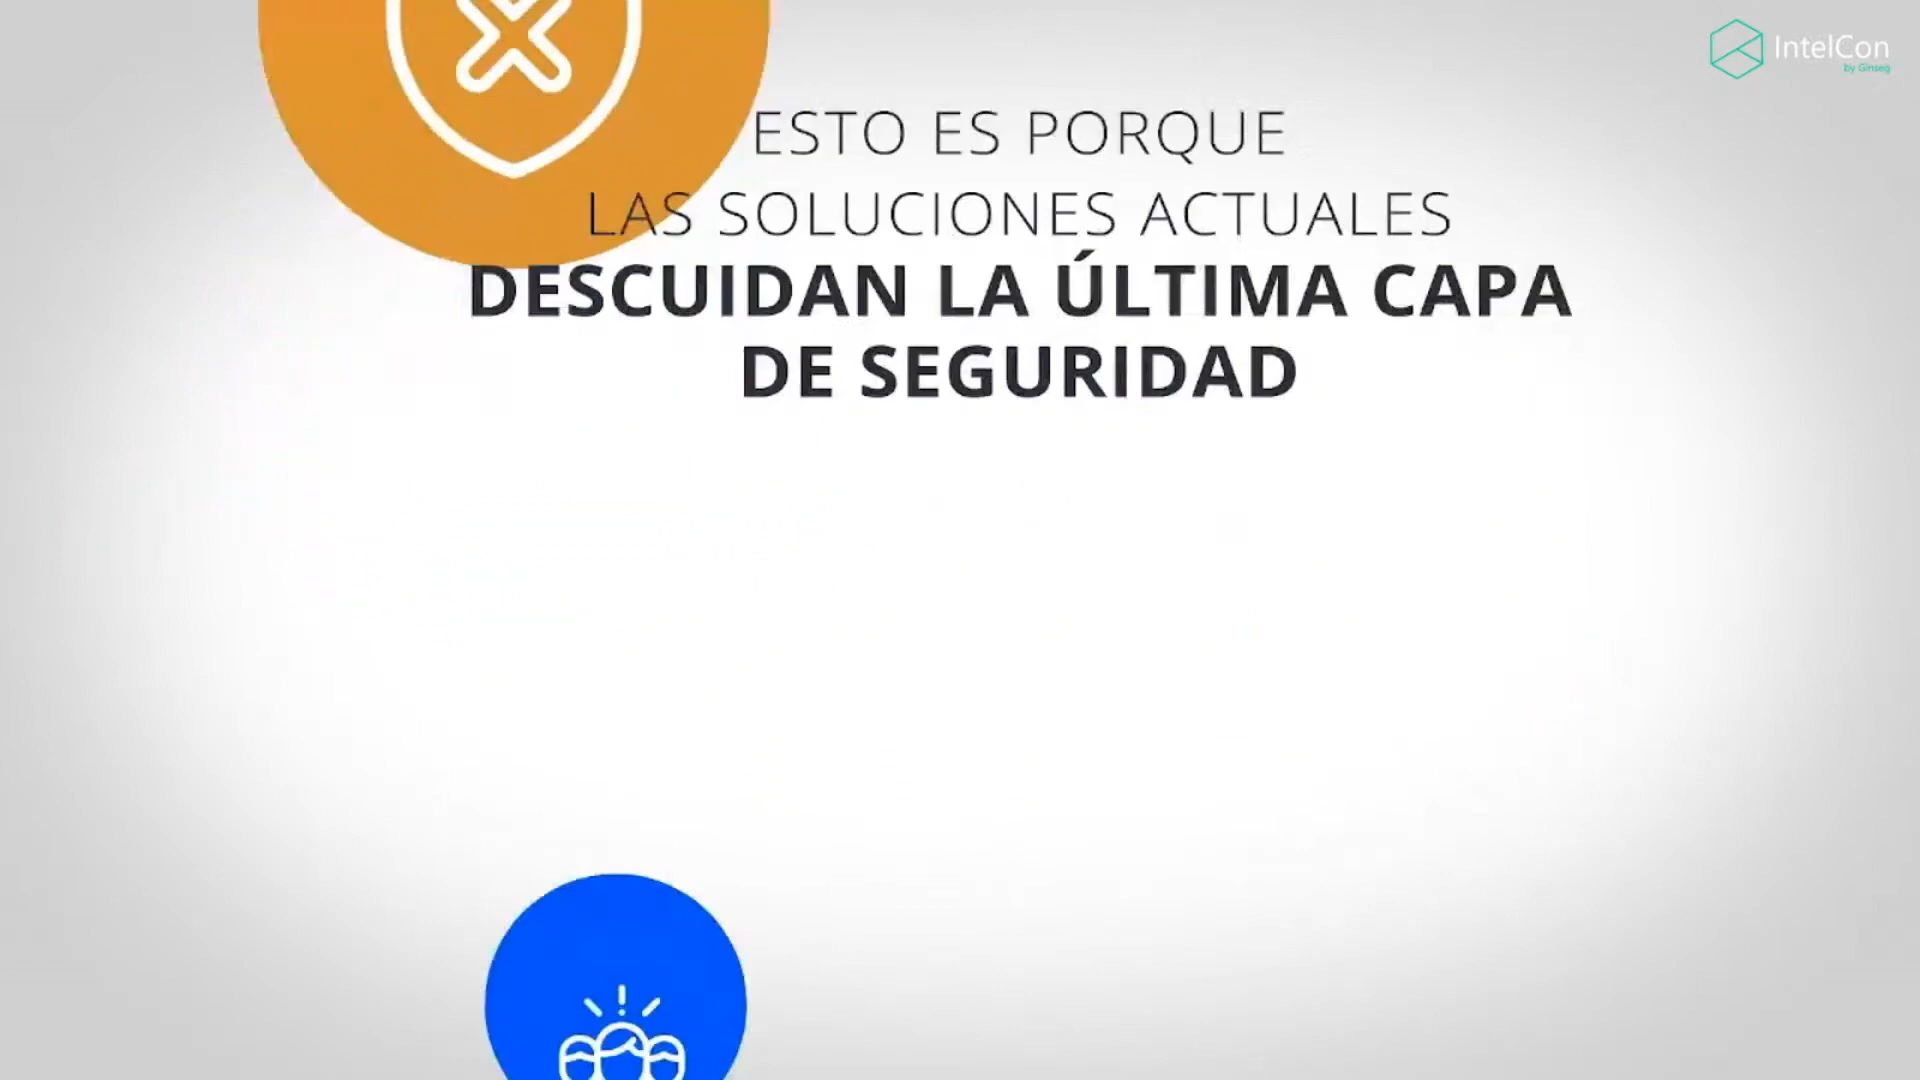 IntelCon
by Ginseg
ESTO ES PORQUE
LAS SOLUCIONES ACTUALES
DESCUIDAN LA ÚLTIMA CAPA
DE SEGURIDAD